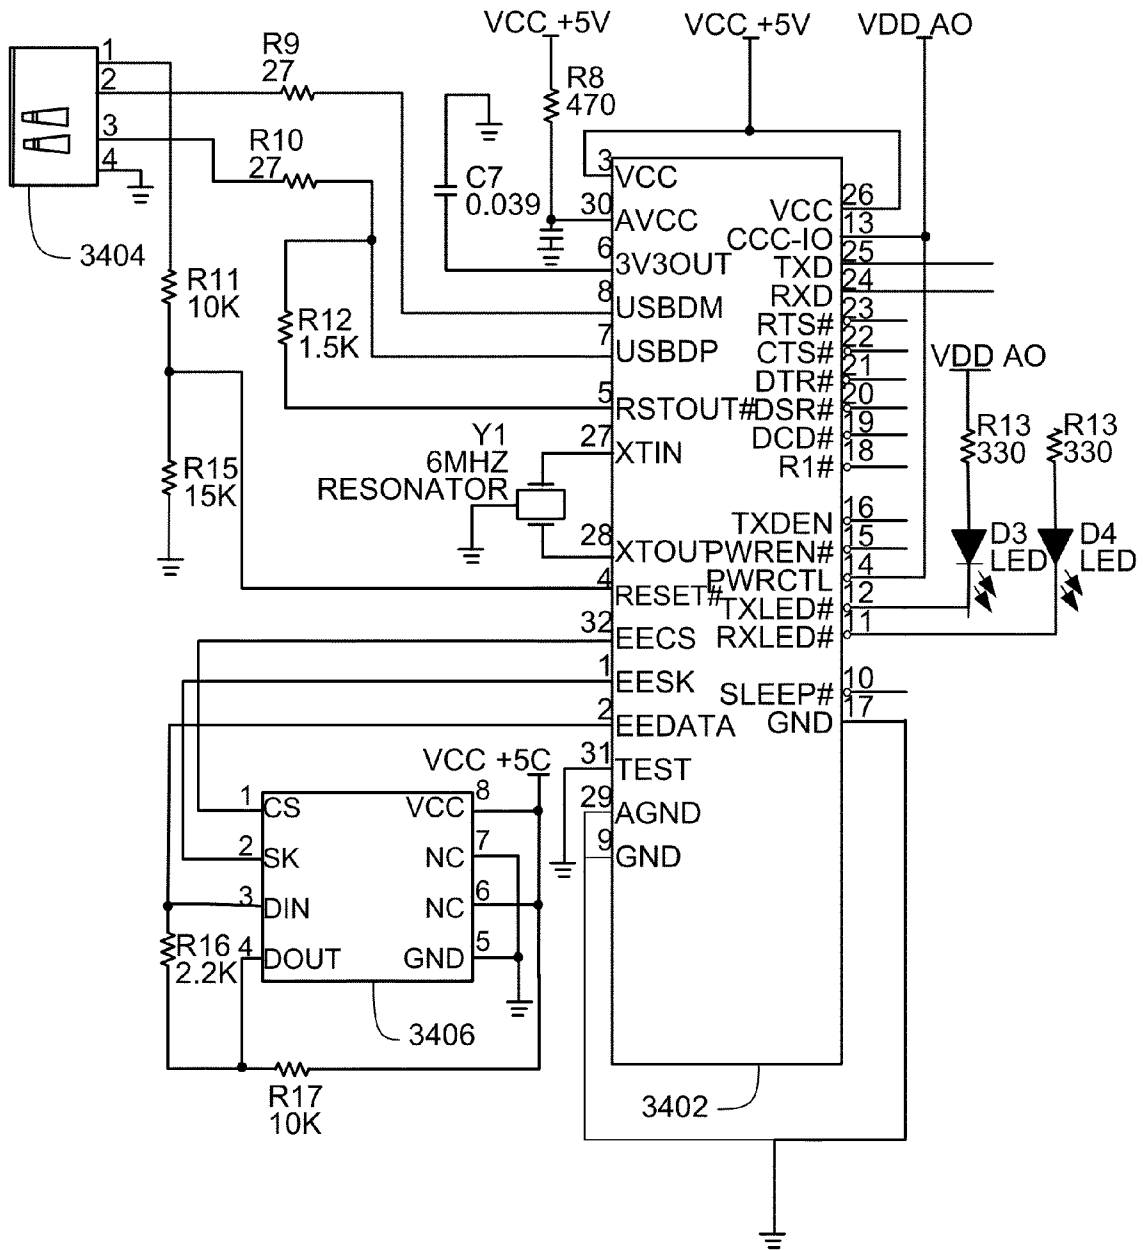 VCC +5V
VCC +5V
VDD AO
1
2
3
4
3404
R9
27
R10
27
R8
470
C7
0.039
R11
10K
R12
1.5K
R15
15K
Y1
6MHZ
RESONATOR
3 VCC
30 AVCC
6 3V3OUT
8 USBDM
7 USBDP
5 RSTOUT#
27 XTIN
28 XTOUT
4 RESET#
32 EECS
1 EESK
2 EEDATA
31 TEST
29 AGND
9 GND
VCC 26
CCC-IO 13
TXD 25
RXD 24
RTS# 23
CTS# 22
DTR# 21
DSR# 20
DCD# 19
R1# 18
TXDEN 16
PWREN# 15
PWRCTL 14
TXLED# 12
RXLED# 11
SLEEP# 10
GND 17
VDD AO
R13
330
R13
330
D3
LED
D4
LED
VCC +5C
1 CS
2 SK
3 DIN
4 DOUT
VCC 8
NC 7
NC 6
GND 5
R16
2.2K
3406
R17
10K
3402